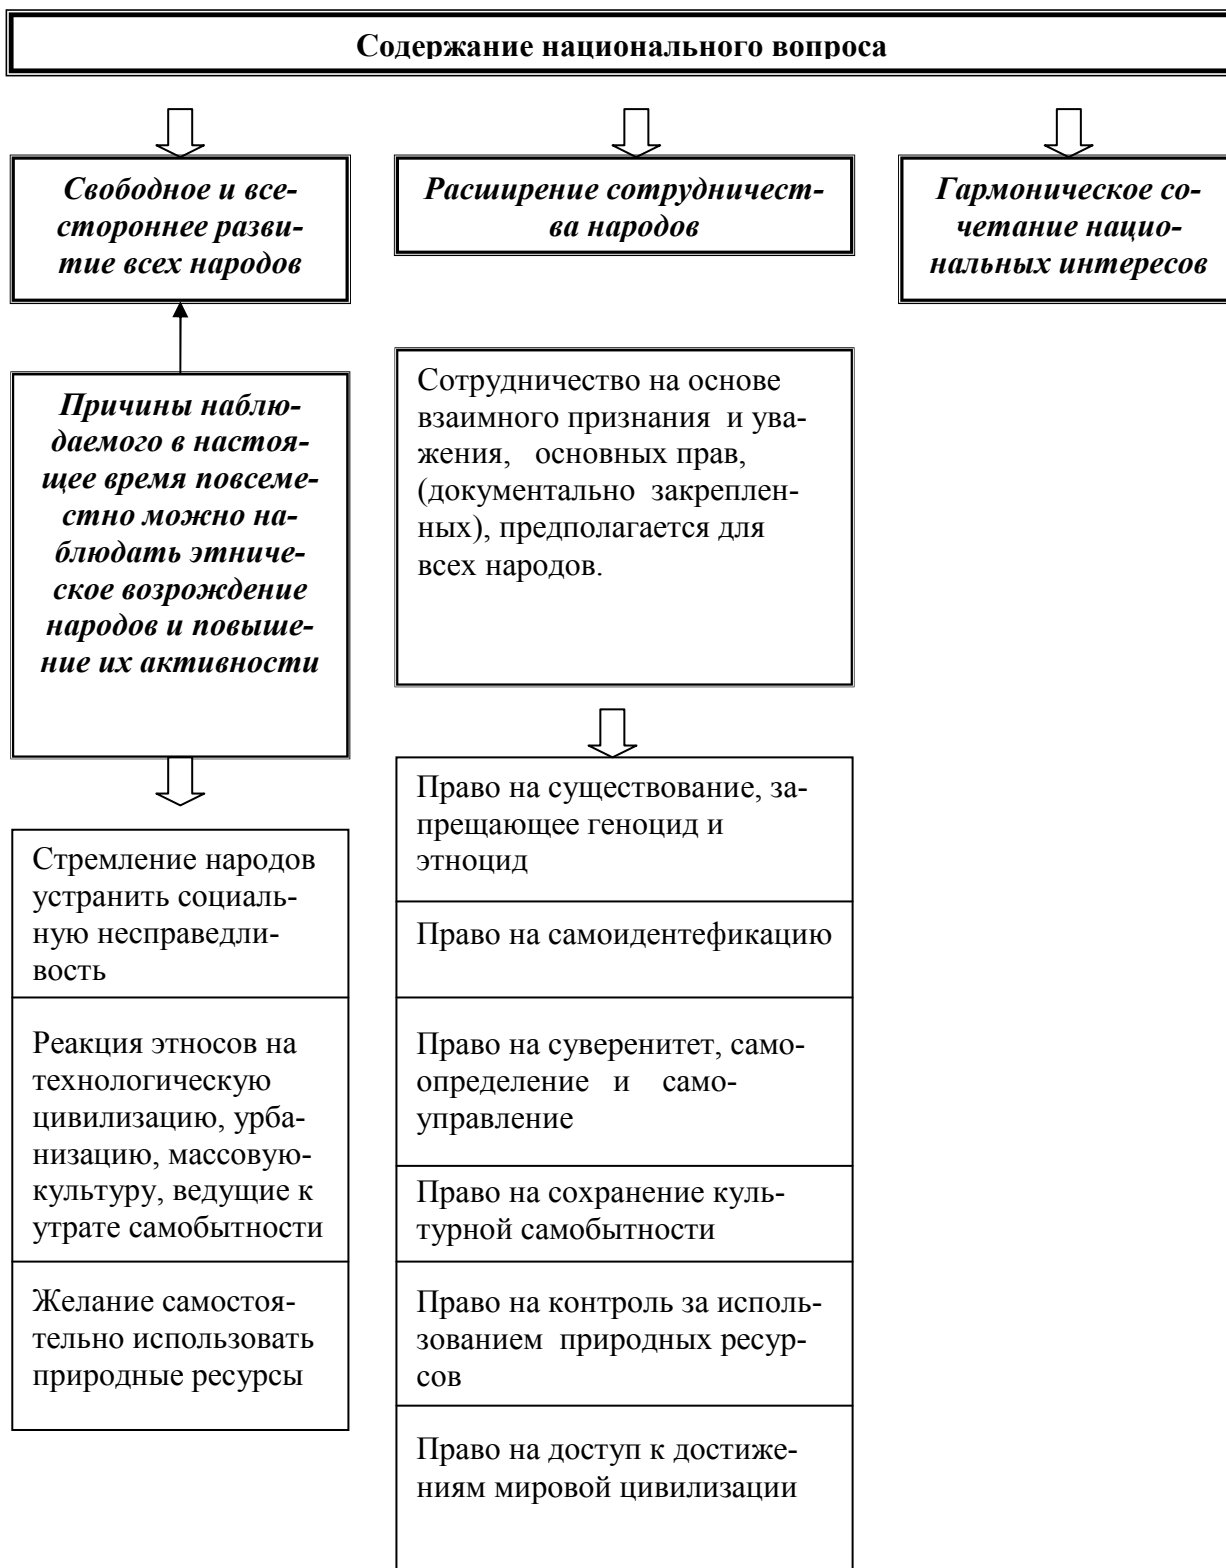 Содержание национального вопроса
Свободное и все-
стороннее разви-
тие всех народов
Расширение сотрудничест-
ва народов
Гармоническое со-
четание нацио-
нальных интересов
Причины наблю-
даемого в настоя-
щее время повсеме-
стно можно на-
блюдать этниче-
ское возрождение
народов и повыше-
ние их активности
Сотрудничество на основе
взаимного признания и ува-
жения, основных прав,
(документально закреплен-
ных), предполагается для
всех народов.
Стремление народов
устранить социаль-
ную несправедли-
вость
Реакция этносов на
технологическую
цивилизацию, урба-
низацию, массовую-
культуру, ведущие к
утрате самобытности
Желание самостоя-
тельно использовать
природные ресурсы
Право на существование, за-
прещающее геноцид и
этноцид
Право на самоидентефикацию
Право на суверенитет, само-
определение и само-
управление
Право на сохранение куль-
турной самобытности
Право на контроль за исполь-
зованием природных ресур-
сов
Право на доступ к достиже-
ниям мировой цивилизации